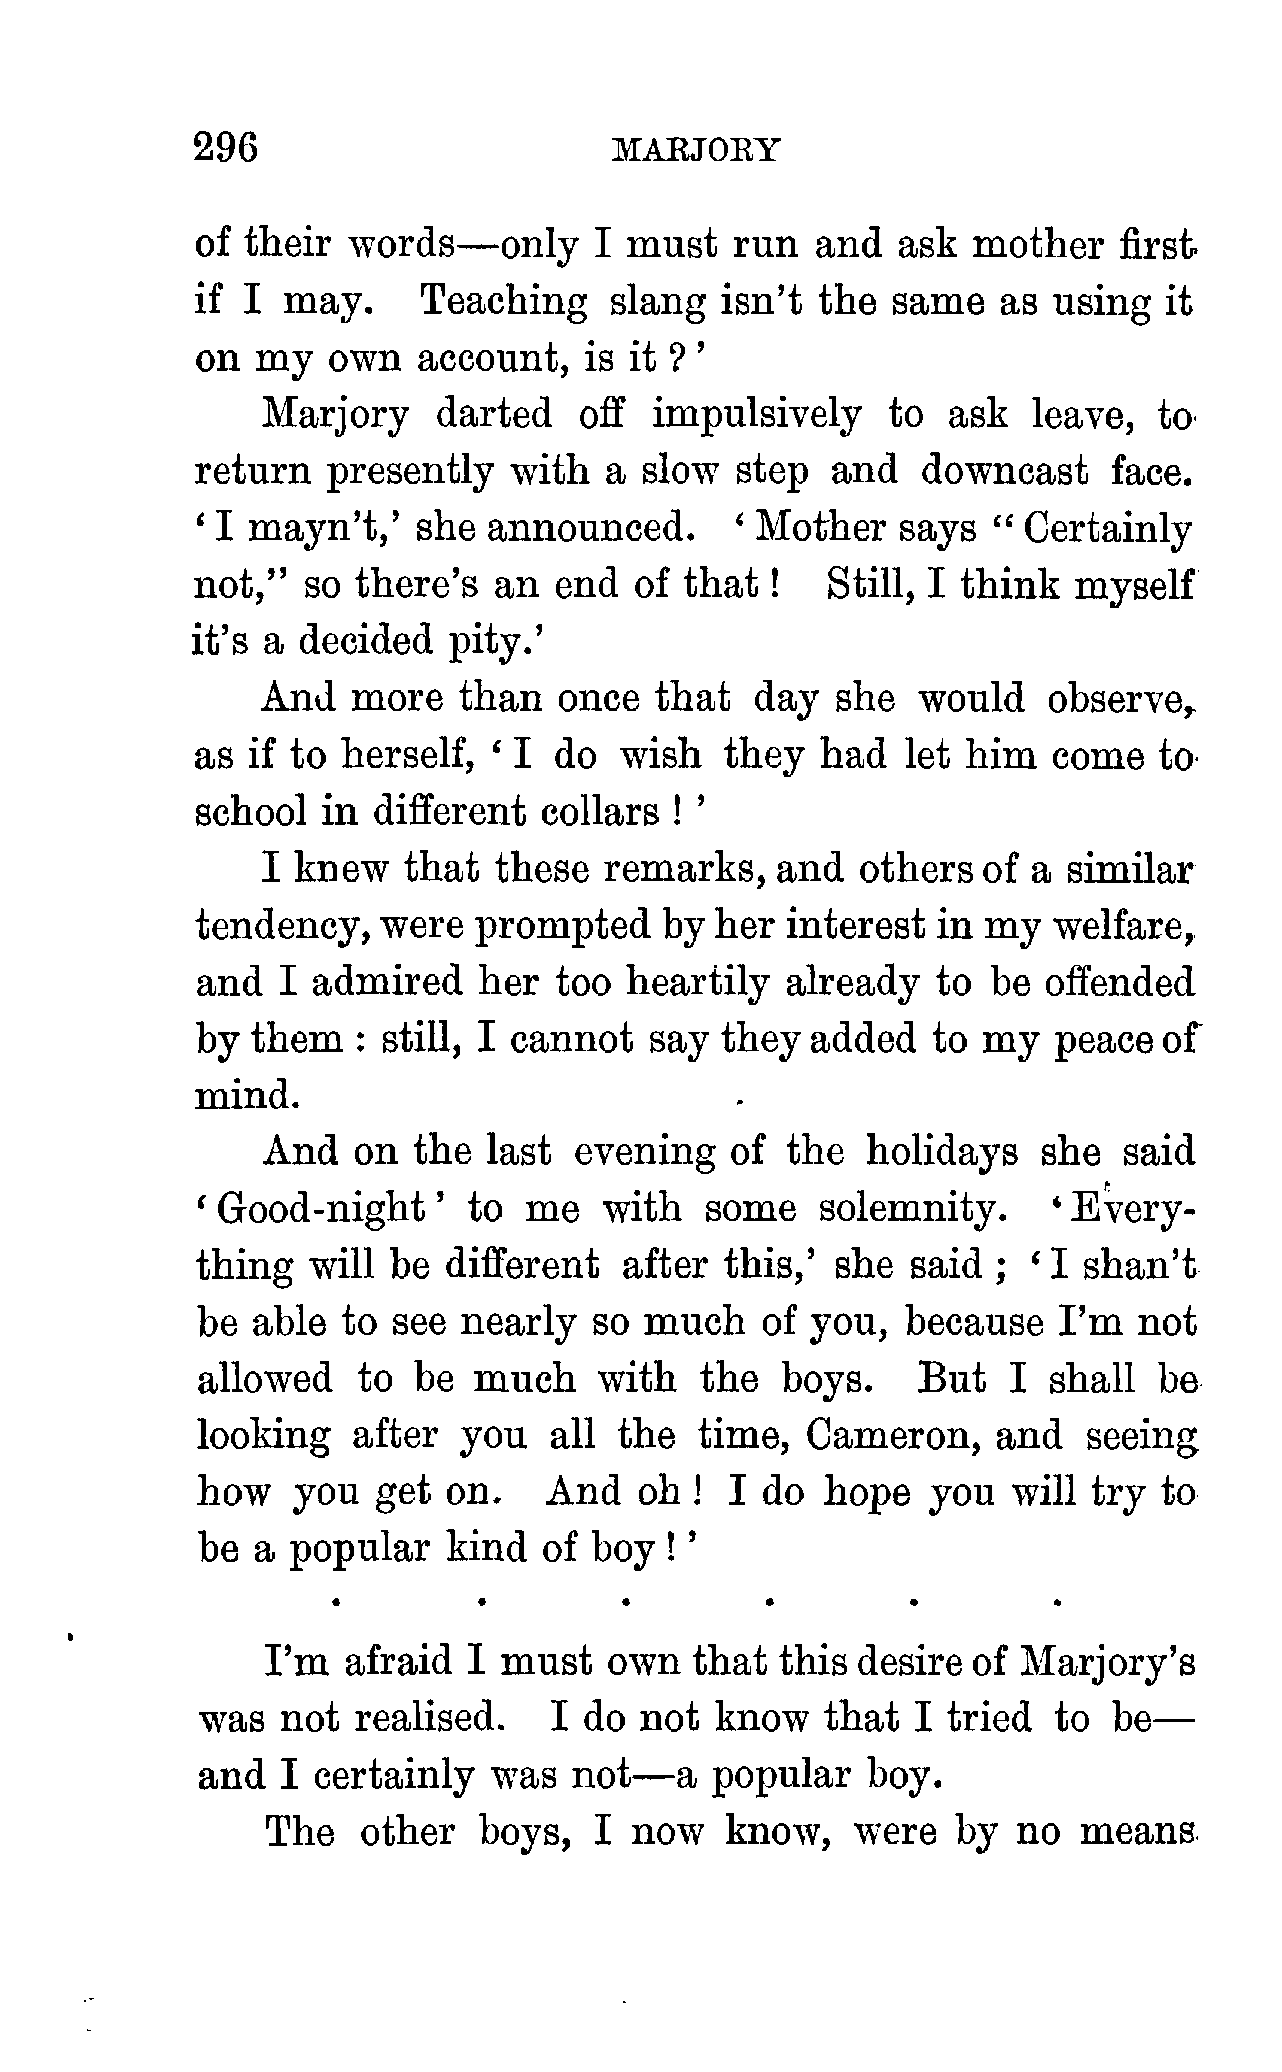 296 MARJORY
of their words—only I must run and ask mother first
if I may. Teaching slang isn't the same as using it
on my own account, is it ?'
Marjory darted off impulsively to ask leave, to
return presently with a slow step and downcast face.
'I mayn't,' she announced. 'Mother says "Certainly
not," so there's an end of that ! Still, I think myself
it's a decided pity.'
And more than once that day she would observe,
as if to herself, 'I do wish they had let him come to
school in different collars !'
I knew that these remarks, and others of a similar
tendency, were prompted by her interest in my welfare,
and I admired her too heartily already to be offended
by them : still, I cannot say they added to my peace of
mind.
And on the last evening of the holidays she said
'Good-night' to me with some solemnity. 'Every-
thing will be different after this,' she said ; 'I shan't
be able to see nearly so much of you, because I'm not
allowed to be much with the boys. But I shall be
looking after you all the time, Cameron, and seeing
how you get on. And oh ! I do hope you will try to
be a popular kind of boy !'
. . . . . .
I'm afraid I must own that this desire of Marjory's
was not realised. I do not know that I tried to be—
and I certainly was not—a popular boy.
The other boys, I now know, were by no means